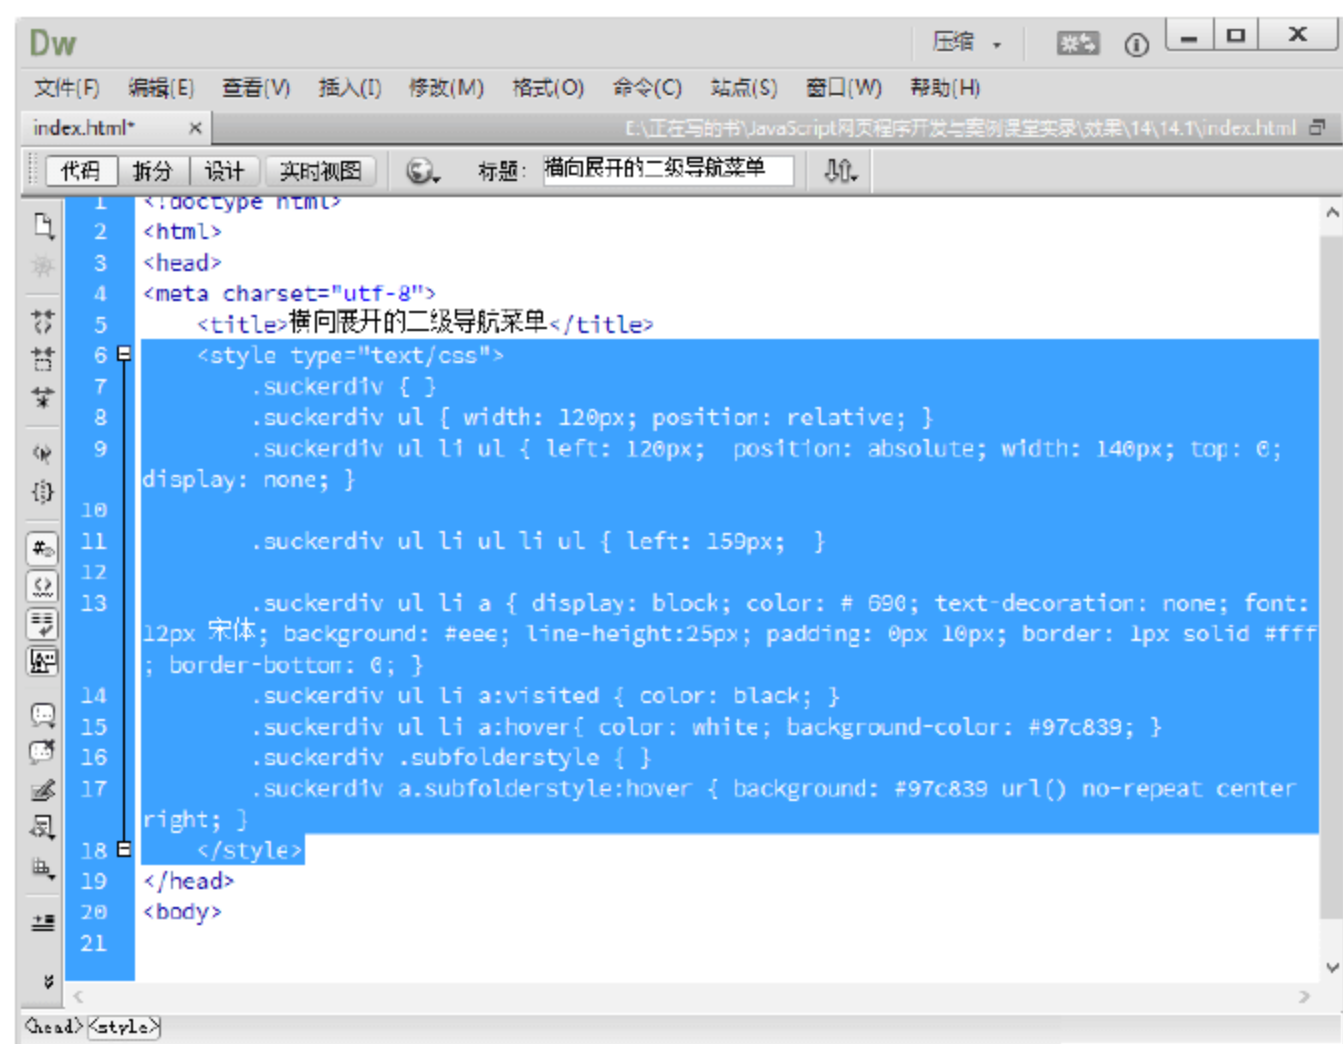 Dw 压缩
文件(F) 编辑(E) 查看(V) 插入(I) 修改(M) 格式(O) 命令(C) 站点(S) 窗口(W) 帮助(H)
index.html* × E:\正在写的书\JavaScript网页程序开发与案例课堂实录\效果\14\14.1\index.html
代码 拆分 设计 实时视图 标题: 横向展开的二级导航菜单
1 <!doctype html>
2 <html>
3 <head>
4 <meta charset="utf-8">
5 <title>横向展开的二级导航菜单</title>
6 <style type="text/css">
7 .suckerdiv { }
8 .suckerdiv ul { width: 120px; position: relative; }
9 .suckerdiv ul li ul { left: 120px;  position: absolute; width: 140px; top: 0;
display: none; }
10
11 .suckerdiv ul li ul li ul { left: 159px;  }
12
13 .suckerdiv ul li a { display: block; color: # 690; text-decoration: none; font:
12px 宋体; background: #eee; line-height:25px; padding: 0px 10px; border: 1px solid #fff
; border-bottom: 0; }
14 .suckerdiv ul li a:visited { color: black; }
15 .suckerdiv ul li a:hover{ color: white; background-color: #97c839; }
16 .suckerdiv .subfolderstyle { }
17 .suckerdiv a.subfolderstyle:hover { background: #97c839 url() no-repeat center
right; }
18 </style>
19 </head>
20 <body>
21
<head><style>